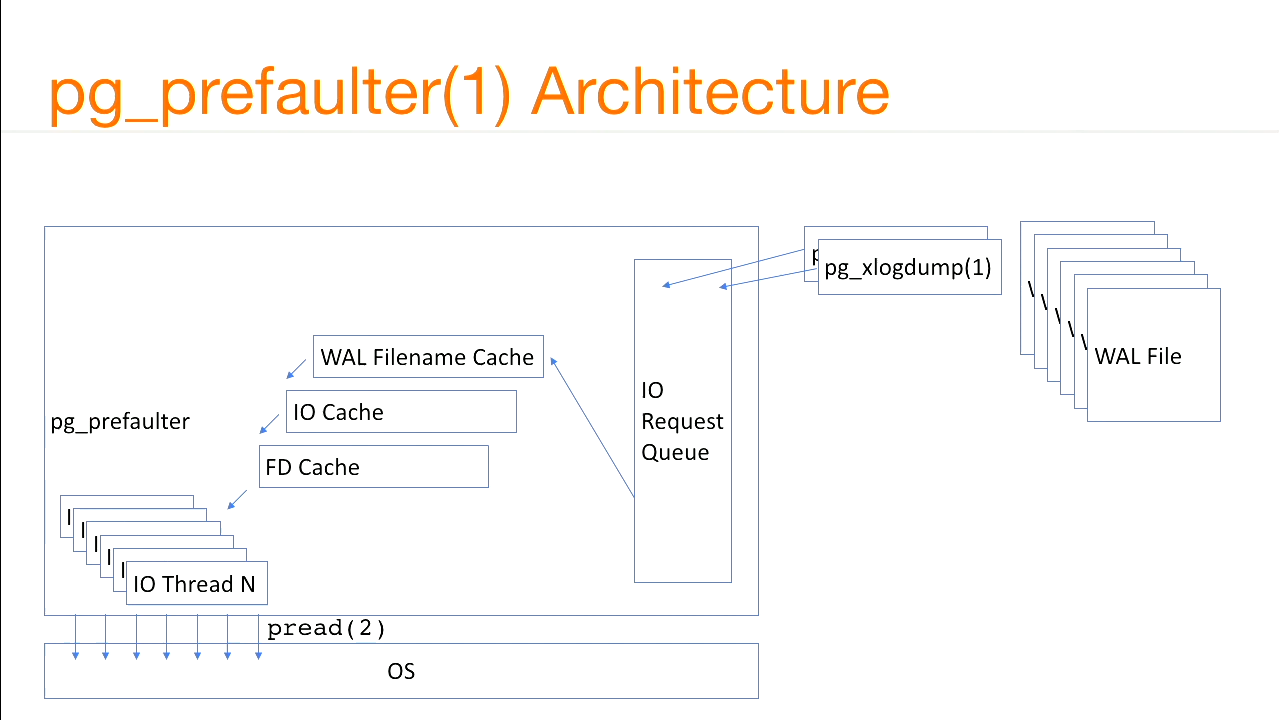 pg_prefaulter(1) Architecture
pg_xlogdump(1)
WAL File
WAL Filename Cache
IO Cache
FD Cache
IO
Request
Queue
pg_prefaulter
IO Thread N
pread(2)
OS